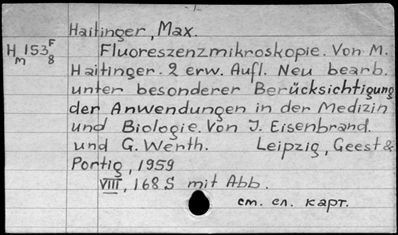 Haitinger, Max.
H 153 F
m 8
Fluoreszenzmikroskopie. Von M.
Haitinger. 2 erw. Aufl. Neu bearb.
unter besonderer Berücksichtigung
der Anwendungen in der Medizin
und Biologie. Von J. Eisenbrand.
und G. Werth. Leipzig, Geest &
Portig, 1959
VIII, 168 S mit Abb.
см. сл. карт.